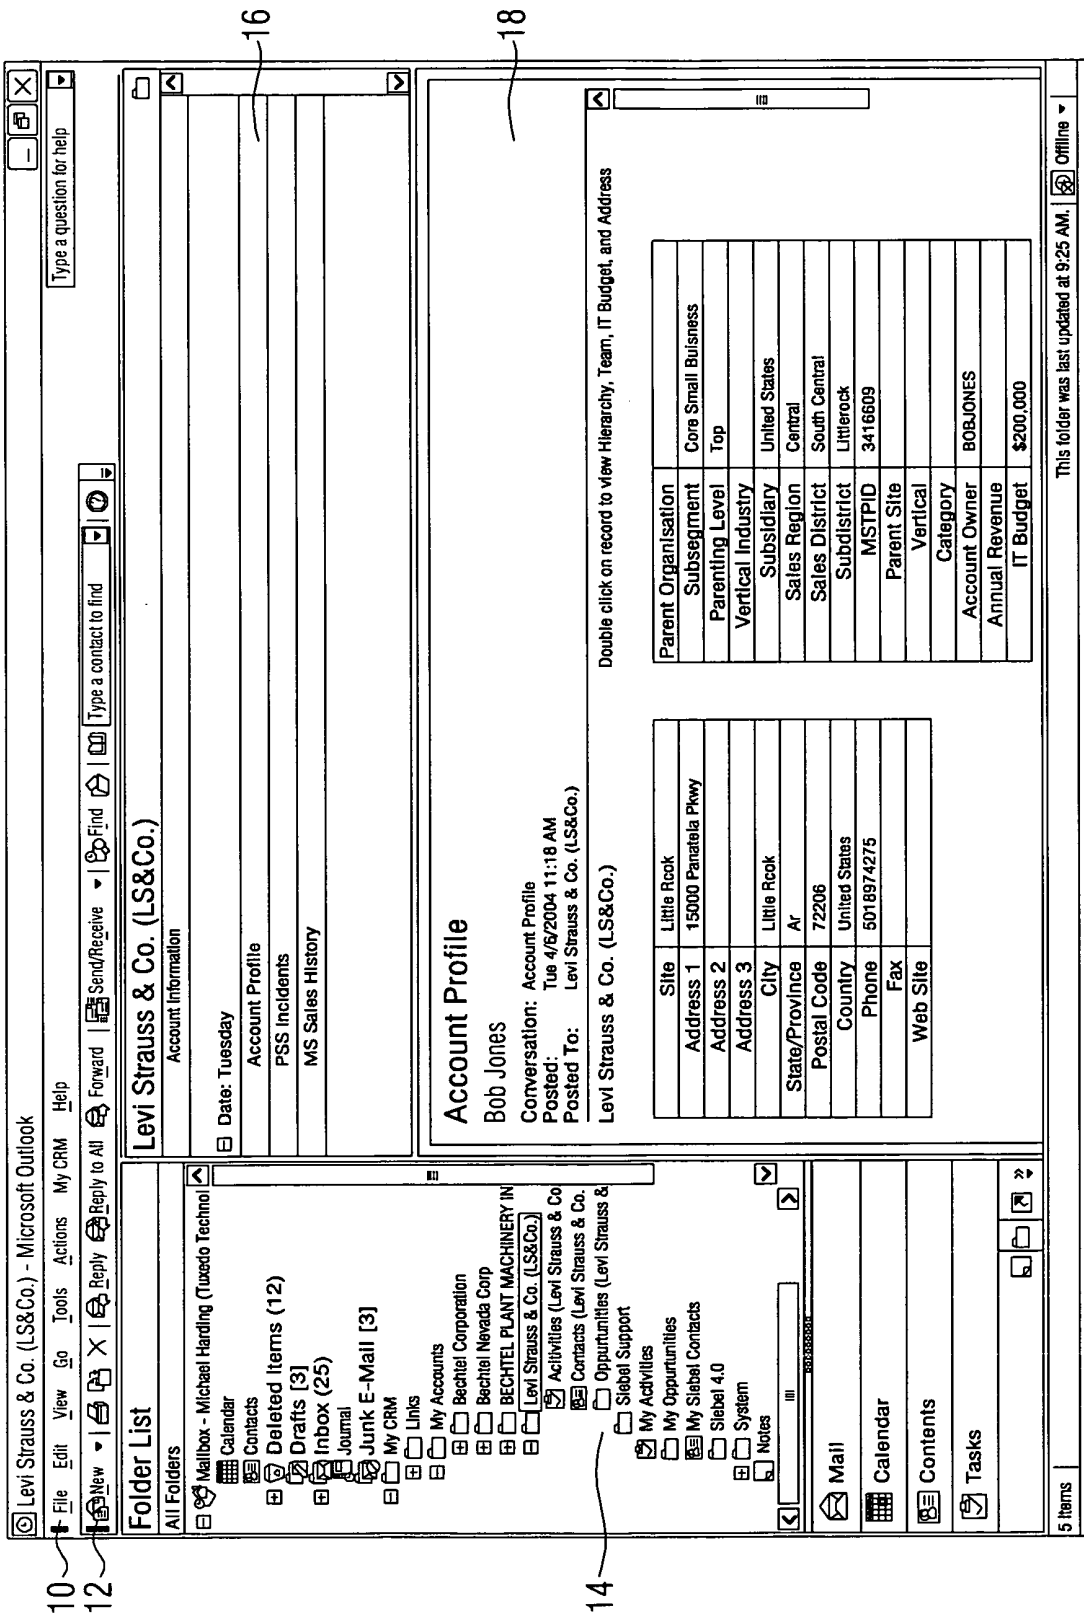 Levi Strauss & Co. (LS&Co.) - Microsoft Outlook
10
File Edit View Go Tools Actions My CRM Help
Type a question for help
12
New Reply Reply to All Forward Send/Receive Find Type a contact to find
Folder List
All Folders
Mailbox - Michael Harding (Tuxedo Technol
Calendar
Contacts
Deleted Items (12)
Drafts [3]
Inbox (25)
Journal
Junk E-Mail [3]
My CRM
Links
My Accounts
Bechtel Corporation
Bechtel Nevada Corp
BECHTEL PLANT MACHINERY IN
Levi Strauss & Co. (LS&Co.)
Acitivities (Levi Strauss & Co
Contacts (Levi Strauss & Co.
Oppurtunities (Levi Strauss &
Siebel Support
My Activities
My Oppurtunities
My Siebel Contacts
Siebel 4.0
System
Notes
14
Mail
Calendar
Contents
Tasks
Levi Strauss & Co. (LS&Co.)
Account Information
Date: Tuesday
Account Profile
PSS Incidents
MS Sales History
16
18
Account Profile
Bob Jones
Conversation: Account Profile
Posted: Tue 4/6/2004 11:18 AM
Posted To: Levi Strauss & Co. (LS&Co.)
Levi Strauss & Co. (LS&Co.)
Double click on record to view Hierarchy, Team, IT Budget, and Address
Site Little Rcok
Address 1 15000 Panatela Pkwy
Address 2
Address 3
City Little Rcok
State/Province Ar
Postal Code 72206
Country United States
Phone 5018974275
Fax
Web Site
Parent Organisation
Subsegment Core Small Buisness
Parenting Level Top
Vertical Industry
Subsidiary United States
Sales Region Central
Sales District South Central
Subdistrict Littlerock
MSTPID 3416609
Parent Site
Vertical
Category
Account Owner BOBJONES
Annual Revenue
IT Budget $200,000
5 Items
This folder was last updated at 9:25 AM.
Offline